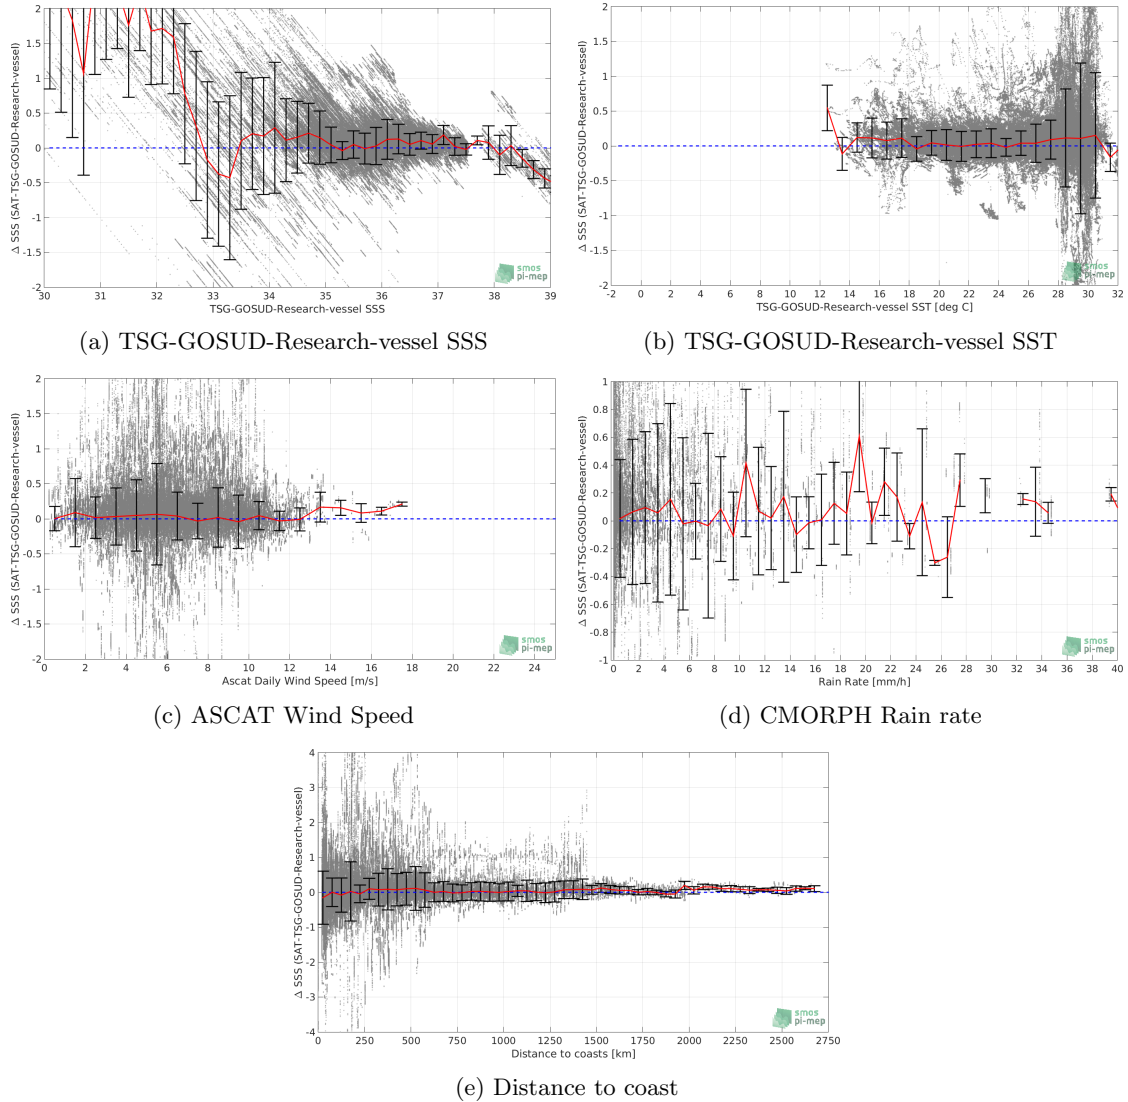 Δ SSS (SAT-TSG-GOSUD-Research-vessel)
2
1.5
1
0.5
0
-0.5
-1
-1.5
-2
30 31 32 33 34 35 36 37 38 39
TSG-GOSUD-Research-vessel SSS
smos
pi-mep
(a) TSG-GOSUD-Research-vessel SSS
Δ SSS (SAT-TSG-GOSUD-Research-vessel)
2
1.5
1
0.5
0
-0.5
-1
-1.5
-2
-2 0 2 4 6 8 10 12 14 16 18 20 22 24 26 28 30 32
TSG-GOSUD-Research-vessel SST [deg C]
smos
pi-mep
(b) TSG-GOSUD-Research-vessel SST
Δ SSS (SAT-TSG-GOSUD-Research-vessel)
2
1.5
1
0.5
0
-0.5
-1
-1.5
-2
0 2 4 6 8 10 12 14 16 18 20 22 24
Ascat Daily Wind Speed [m/s]
smos
pi-mep
(c) ASCAT Wind Speed
Δ SSS (SAT-TSG-GOSUD-Research-vessel)
1
0.8
0.6
0.4
0.2
0
-0.2
-0.4
-0.6
-0.8
-1
0 2 4 6 8 10 12 14 16 18 20 22 24 26 28 30 32 34 36 38 40
Rain Rate [mm/h]
smos
pi-mep
(d) CMORPH Rain rate
Δ SSS (SAT-TSG-GOSUD-Research-vessel)
4
3
2
1
0
-1
-2
-3
-4
0 250 500 750 1000 1250 1500 1750 2000 2250 2500 2750
Distance to coasts [km]
smos
pi-mep
(e) Distance to coast